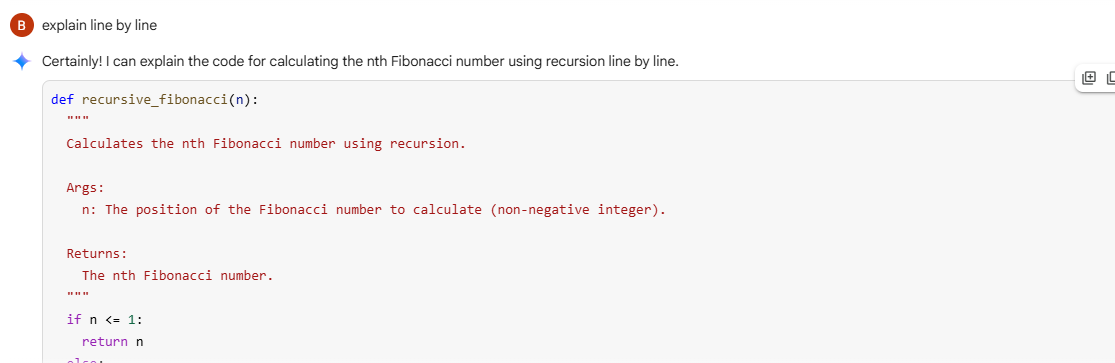 B explain line by line
Certainly! I can explain the code for calculating the nth Fibonacci number using recursion line by line.
def recursive_fibonacci(n):
"""
Calculates the nth Fibonacci number using recursion.
Args:
n: The position of the Fibonacci number to calculate (non-negative integer).
Returns:
The nth Fibonacci number.
"""
if n <= 1:
return n